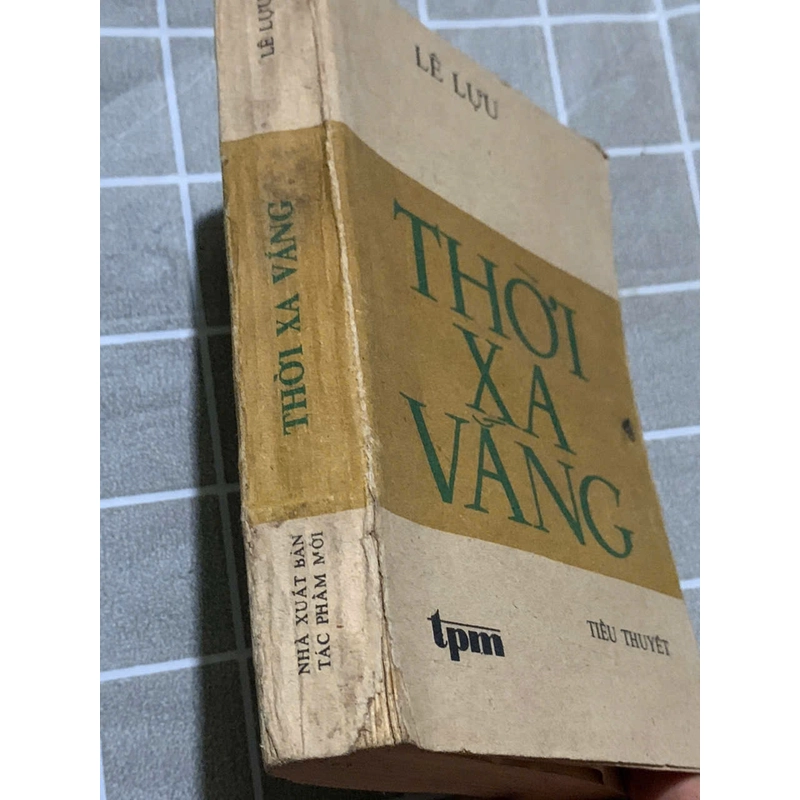 LÊ LỰU
THỜI XA VẮNG
NHÀ XUẤT BẢN
TÁC PHẨM MỚI
LÊ LỰU
THỜI
XA
VẮNG
tpm
TIỂU THUYẾT